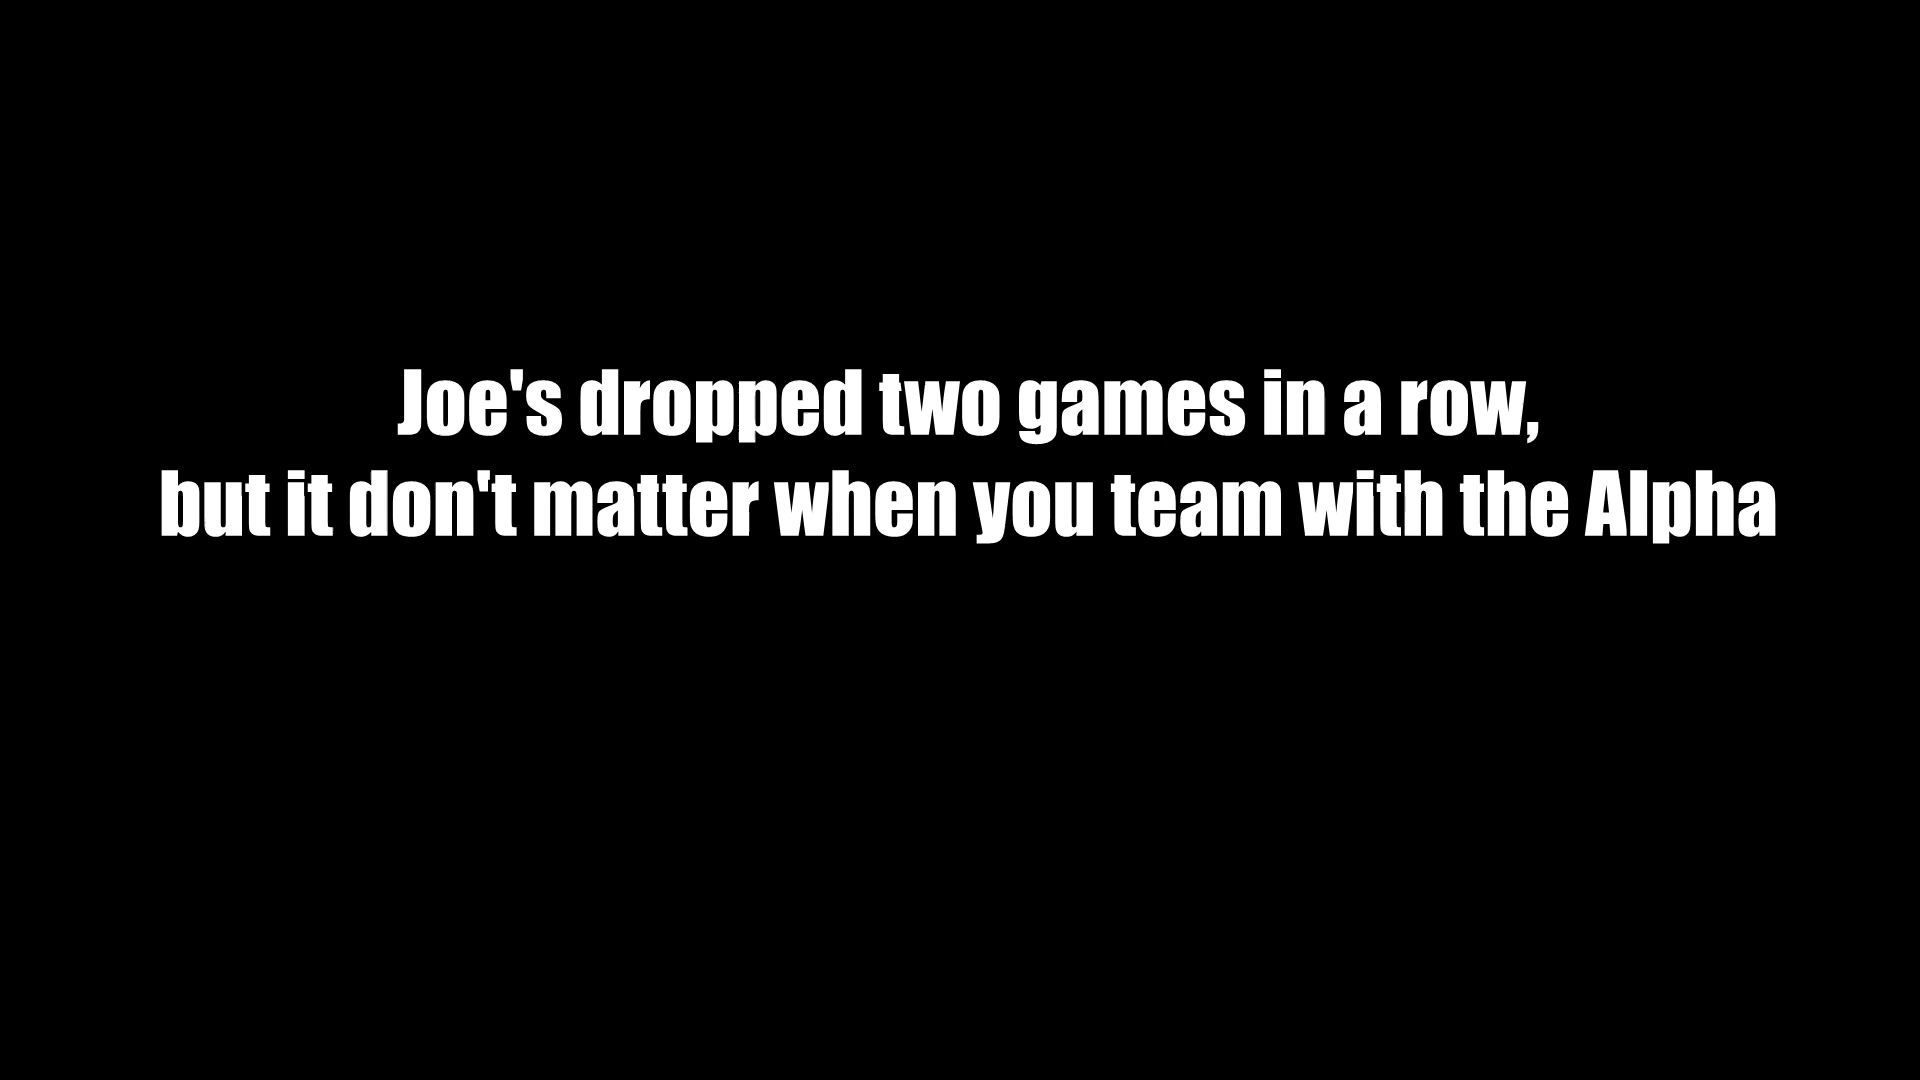 Joe's dropped two games in a row,
but it don't matter when you team with the Alpha